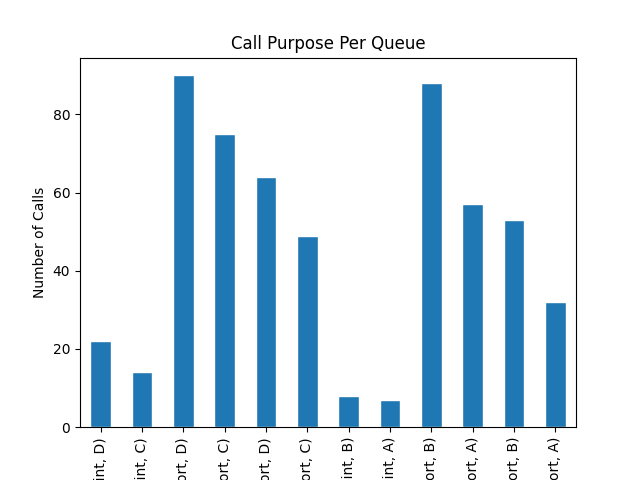 Call Purpose Per Queue
Number of Calls
80
60
40
20
0
int, D)
int, C)
ort, D)
ort, C)
ort, D)
ort, C)
int, B)
int, A)
ort, B)
ort, A)
ort, B)
ort, A)